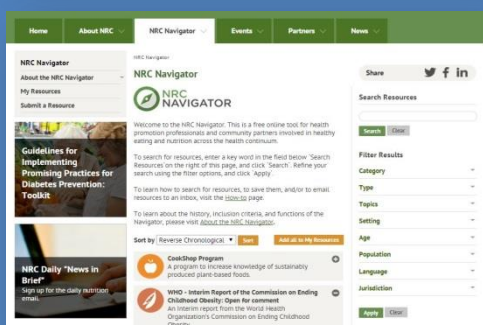 Home About NRC NRC Navigator Events Partners News
NRC Navigator
About the NRC Navigator
My Resources
Submit a Resource
Guidelines for
Implementing
Promising Practices for
Diabetes Prevention:
Toolkit
NRC Daily "News in
Brief"
Sign up for the daily nutrition
email.
NRC Navigator
NRC Navigator
NRC
NAVIGATOR
Welcome to the NRC Navigator. This is a free online tool for health
promotion professionals and community partners involved in healthy
eating and nutrition across the health continuum.
To search for resources, enter a key word in the field below 'Search
Resources' on the right of this page, and click 'Search'. Refine your
search using the filter options, and click 'Apply'.
To learn how to search for resources, to save them, and/or to email
resources to an inbox, visit the How-to page.
To learn about the history, inclusion criteria, and functions of the
Navigator, please visit About the NRC Navigator.
Sort by Reverse Chronological Sort Add all to My Resources
CookShop Program
A program to increase knowledge of sustainably
produced plant-based foods.
WHO - Interim Report of the Commission on Ending
Childhood Obesity: Open for comment
An interim report from the World Health
Organization's Commission on Ending Childhood
Obesity
Share
Search Resources
Search Clear
Filter Results
Category
Type
Topics
Setting
Age
Population
Language
Jurisdiction
Apply Clear